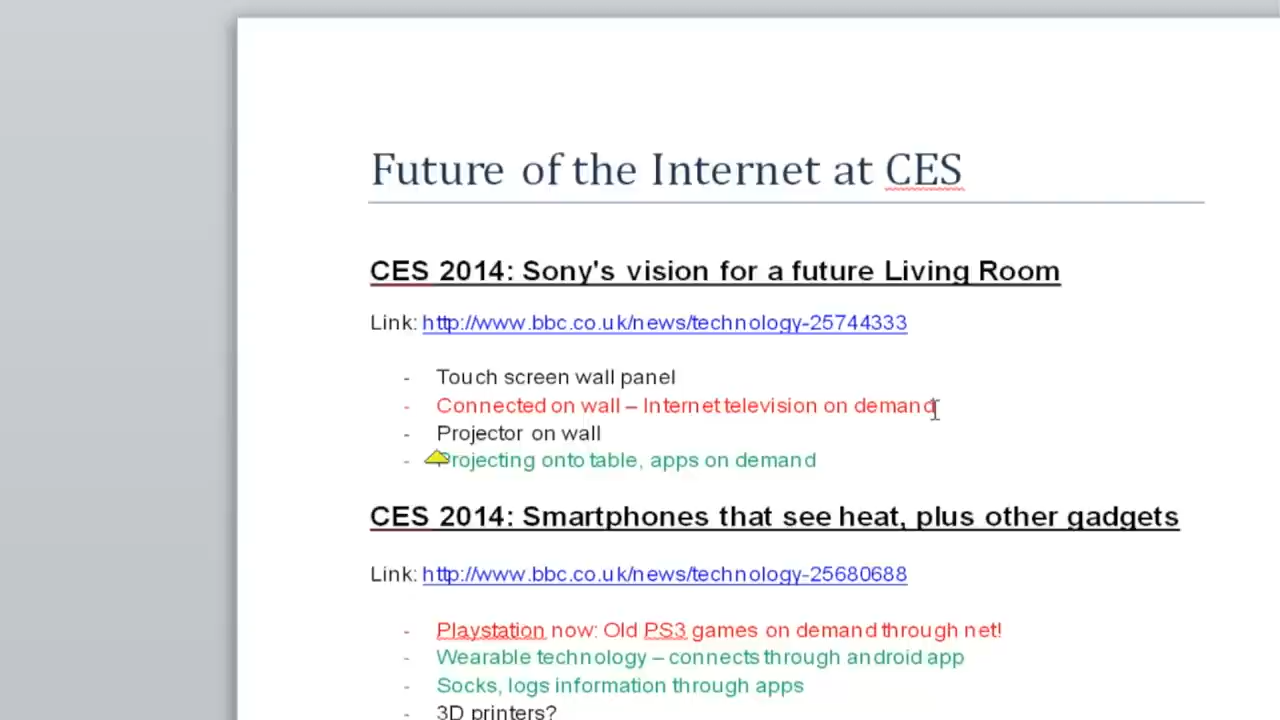 Future of the Internet at CES
CES 2014: Sony's vision for a future Living Room
Link: http://www.bbc.co.uk/news/technology-25744333
- Touch screen wall panel
- Connected on wall – Internet television on demand
- Projector on wall
- Projecting onto table, apps on demand
CES 2014: Smartphones that see heat, plus other gadgets
Link: http://www.bbc.co.uk/news/technology-25680688
- Playstation now: Old PS3 games on demand through net!
- Wearable technology – connects through android app
- Socks, logs information through apps
- 3D printers?